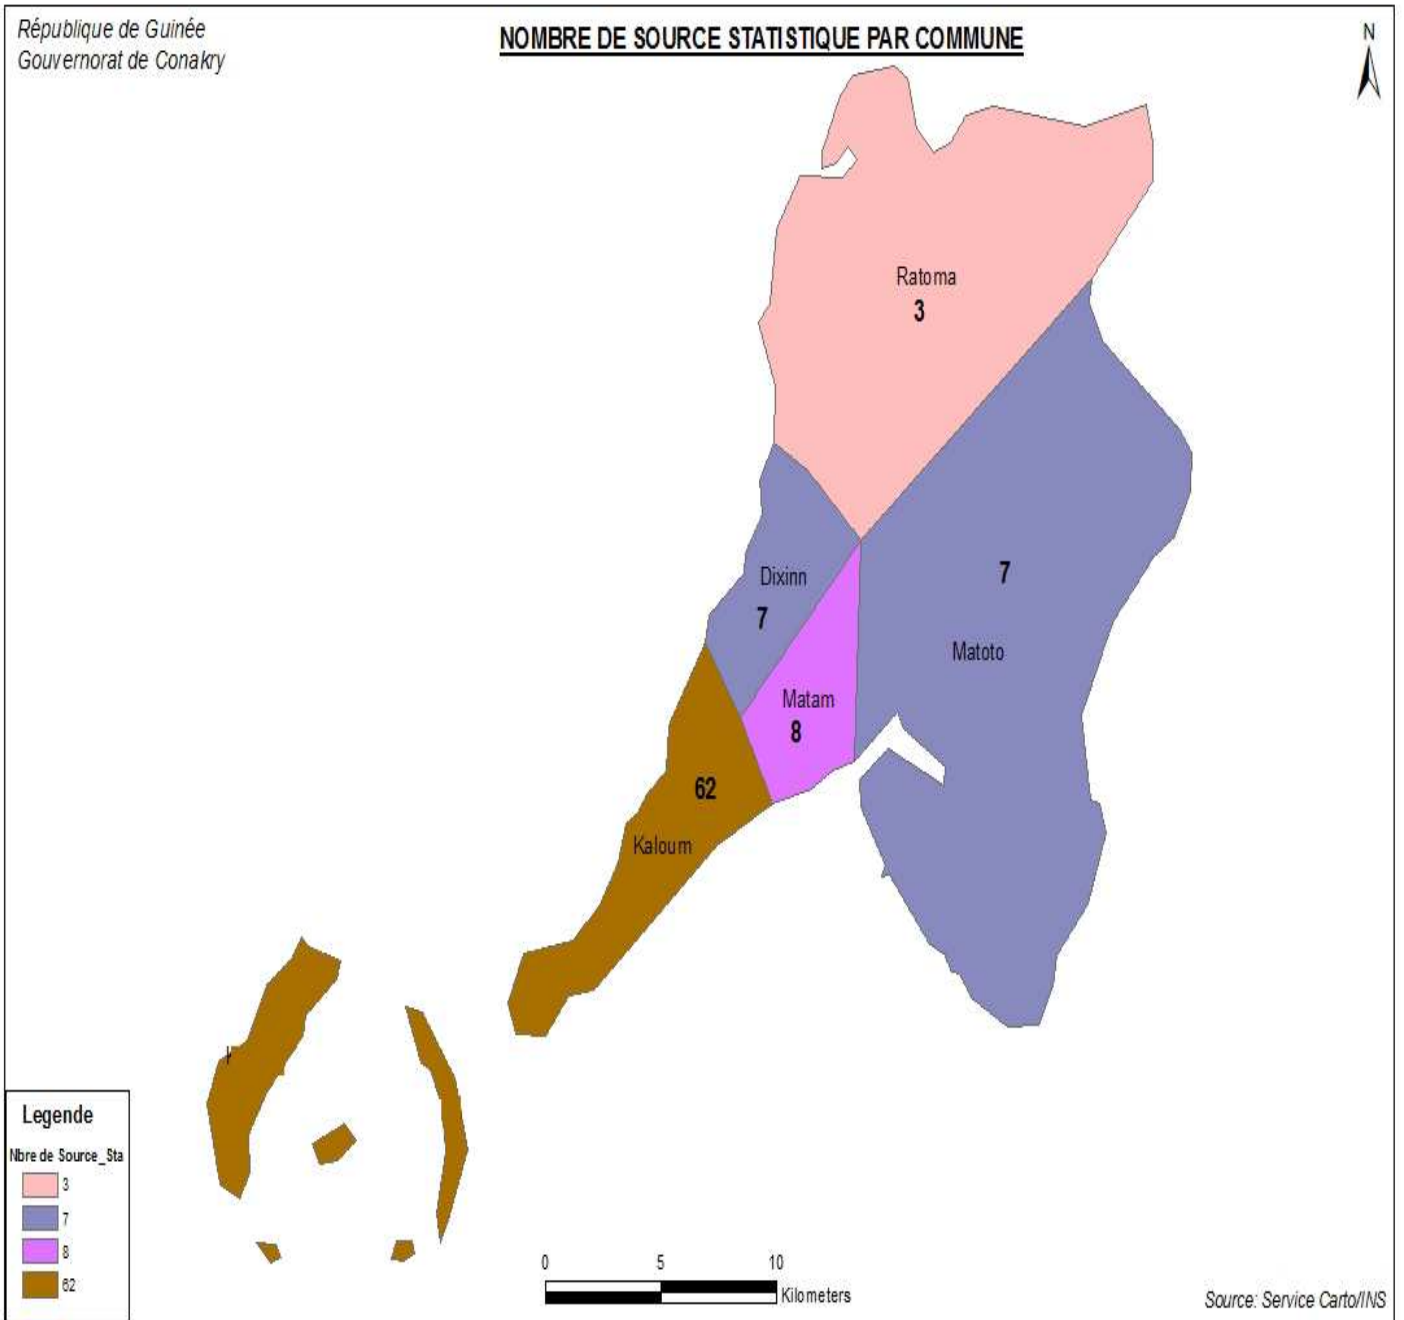 République de Guinée
Gouvernorat de Conakry
NOMBRE DE SOURCE STATISTIQUE PAR COMMUNE
N
Ratoma
3
Dixinn
7
7
Matoto
Matam
8
62
Kaloum
Legende
Nbre de Source_Sta
3
7
8
62
0 5 10
Kilometers
Source: Service Carto/INS